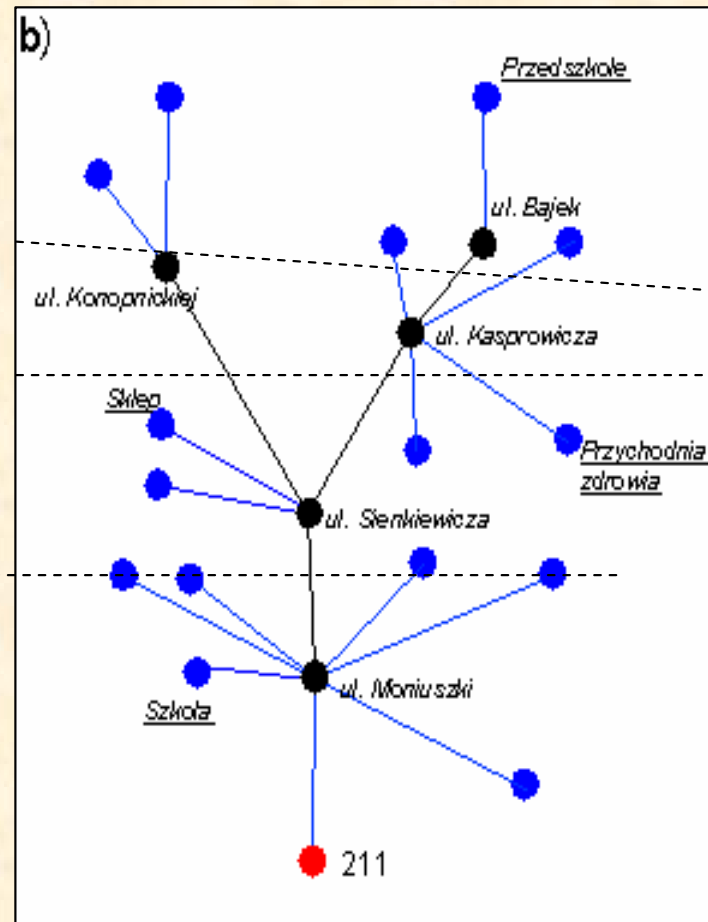 b)
Przedszkole
ul. Bajek
ul. Konopnickiej
ul. Kasprowicza
Sklep
Przychodnia
zdrowia
ul. Sienkiewicza
ul. Moniuszki
Szkoła
211